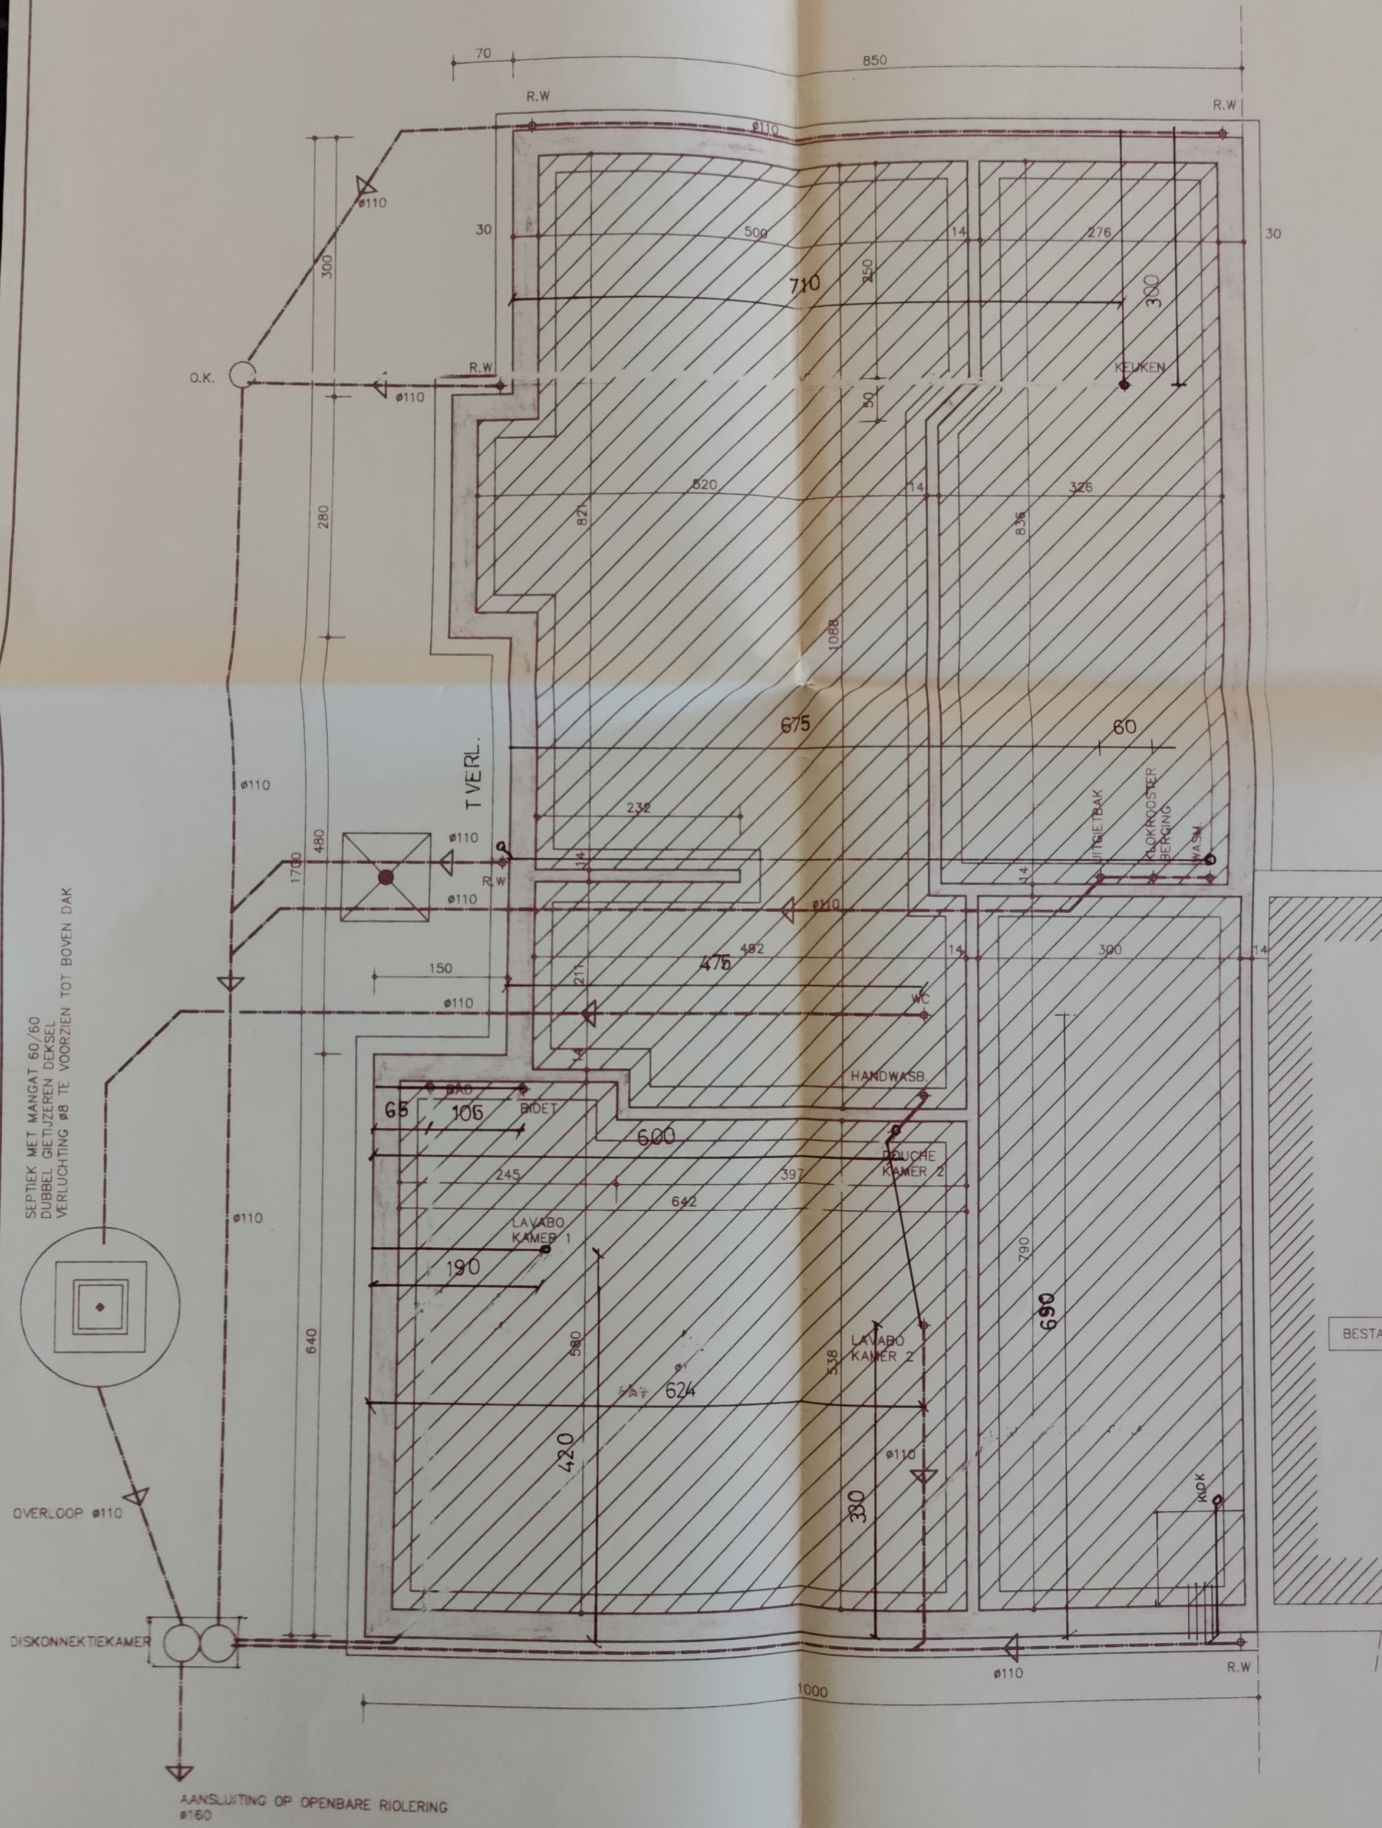 70
850
R.W
R.W
ø110
ø110
300
30
500
14
276
30
710
250
300
O.K.
R.W
ø110
KEUKEN
50
520
14
326
280
821
836
1088
675
60
T VERL.
ø110
UITGIETBAK
KLOKROOSTER
BERGING
WASM.
232
480
1700
ø110
14
14
R.W
ø110
ø110
492
475
14
300
14
150
211
ø110
WC
14
HANDWASB.
BAD
BIDET
65
106
600
DOUCHE
KAMER 2
245
397
642
SEPTIEK MET MANGAT 60/60
DUBBEL GIETIJZEREN DEKSEL
VERLUCHTING ø8 TE VOORZIEN TOT BOVEN DAK
ø110
LAVABO
KAMER 1
190
790
690
640
580
538
LAVABO
KAMER 2
BESTA
624
420
330
ø110
KLOK
OVERLOOP ø110
DISKONNEKTIEKAMER
ø110
R.W
1000
AANSLUITING OP OPENBARE RIOLERING
ø160